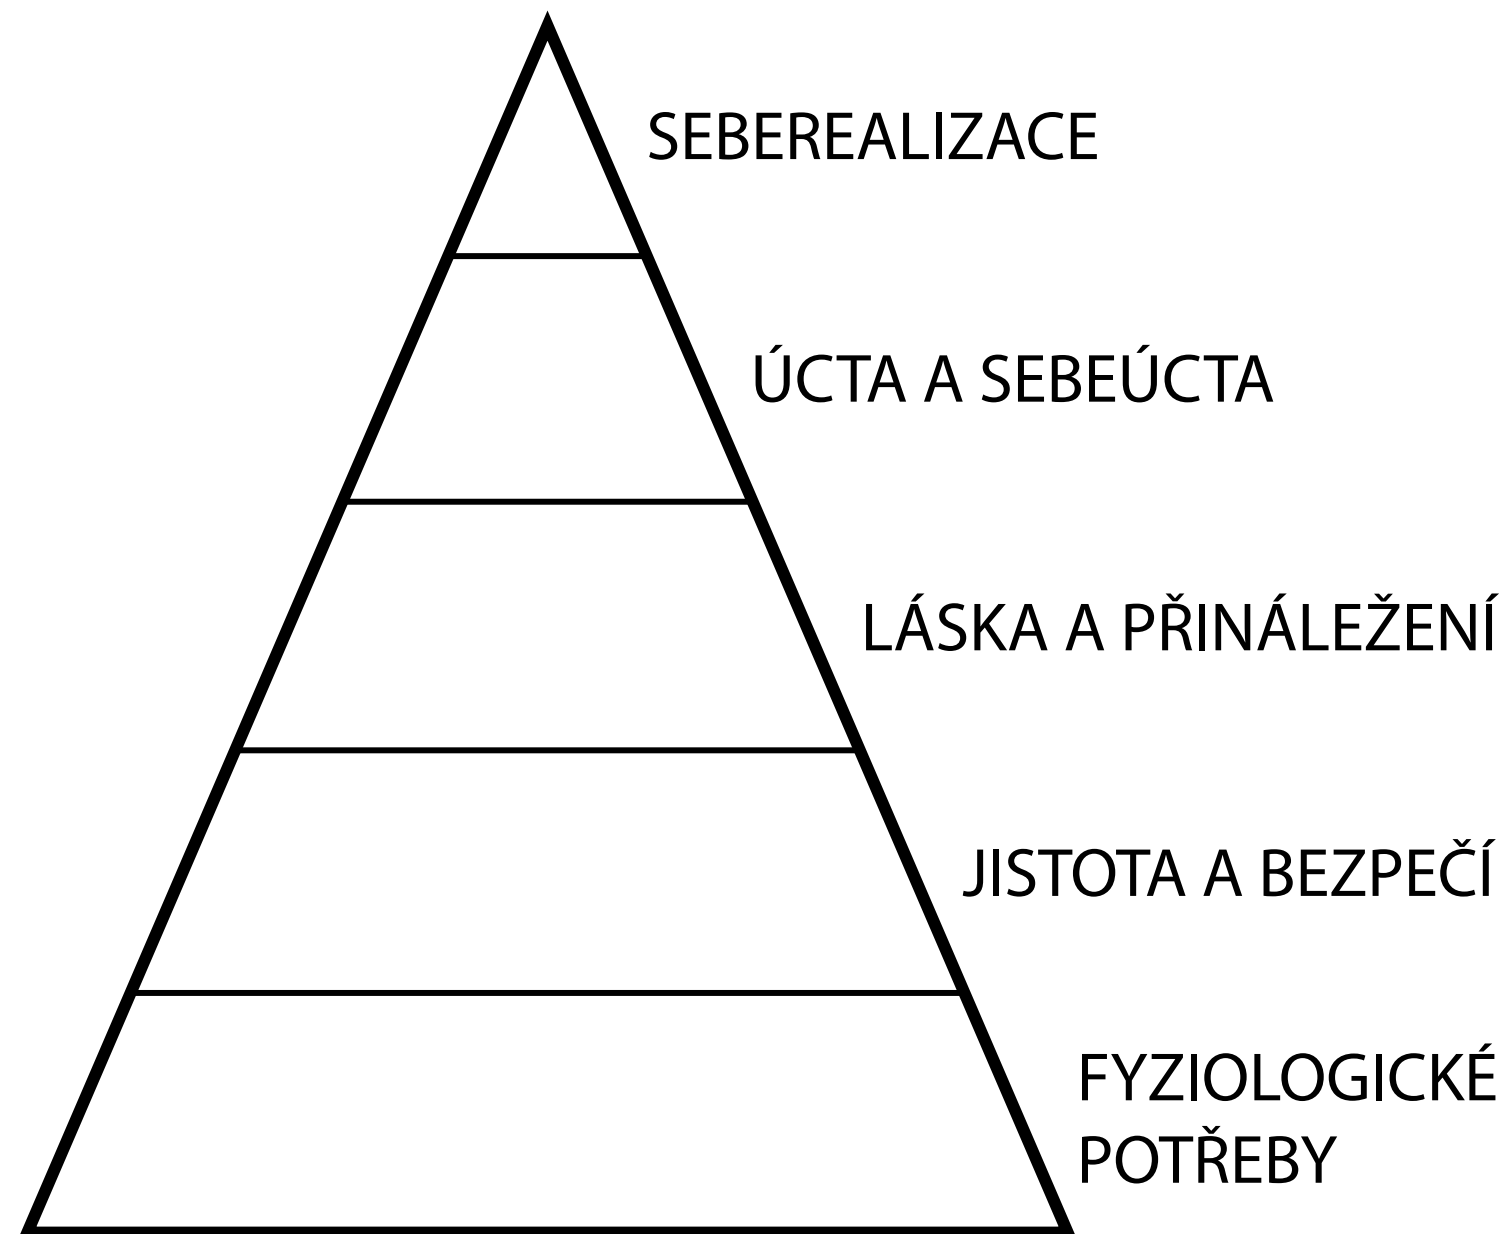 SEBEREALIZACE
ÚCTA A SEBEÚCTA
LÁSKA A PŘINÁLEŽENÍ
JISTOTA A BEZPEČÍ
FYZIOLOGICKÉ
POTŘEBY